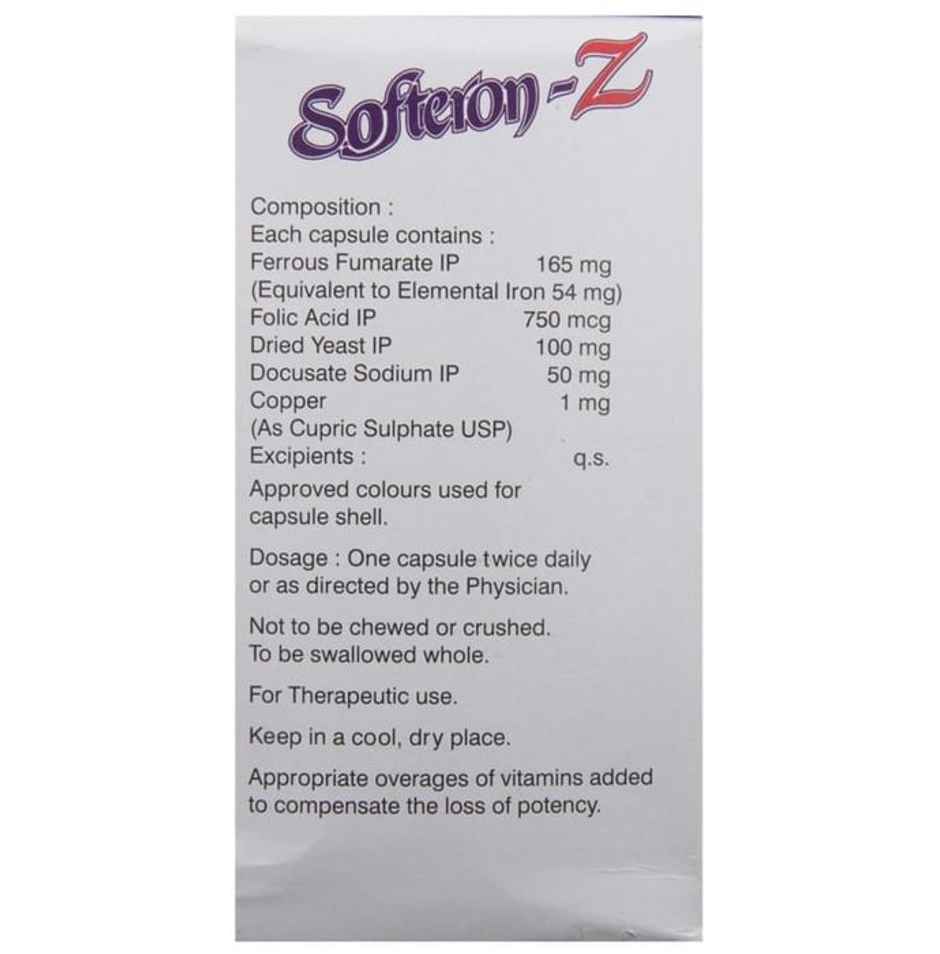 Softeron-Z
Composition :
Each capsule contains :
Ferrous Fumarate IP 165 mg
(Equivalent to Elemental Iron 54 mg)
Folic Acid IP 750 mcg
Dried Yeast IP 100 mg
Docusate Sodium IP 50 mg
Copper 1 mg
(As Cupric Sulphate USP)
Excipients : q.s.
Approved colours used for
capsule shell.
Dosage : One capsule twice daily
or as directed by the Physician.
Not to be chewed or crushed.
To be swallowed whole.
For Therapeutic use.
Keep in a cool, dry place.
Appropriate overages of vitamins added
to compensate the loss of potency.